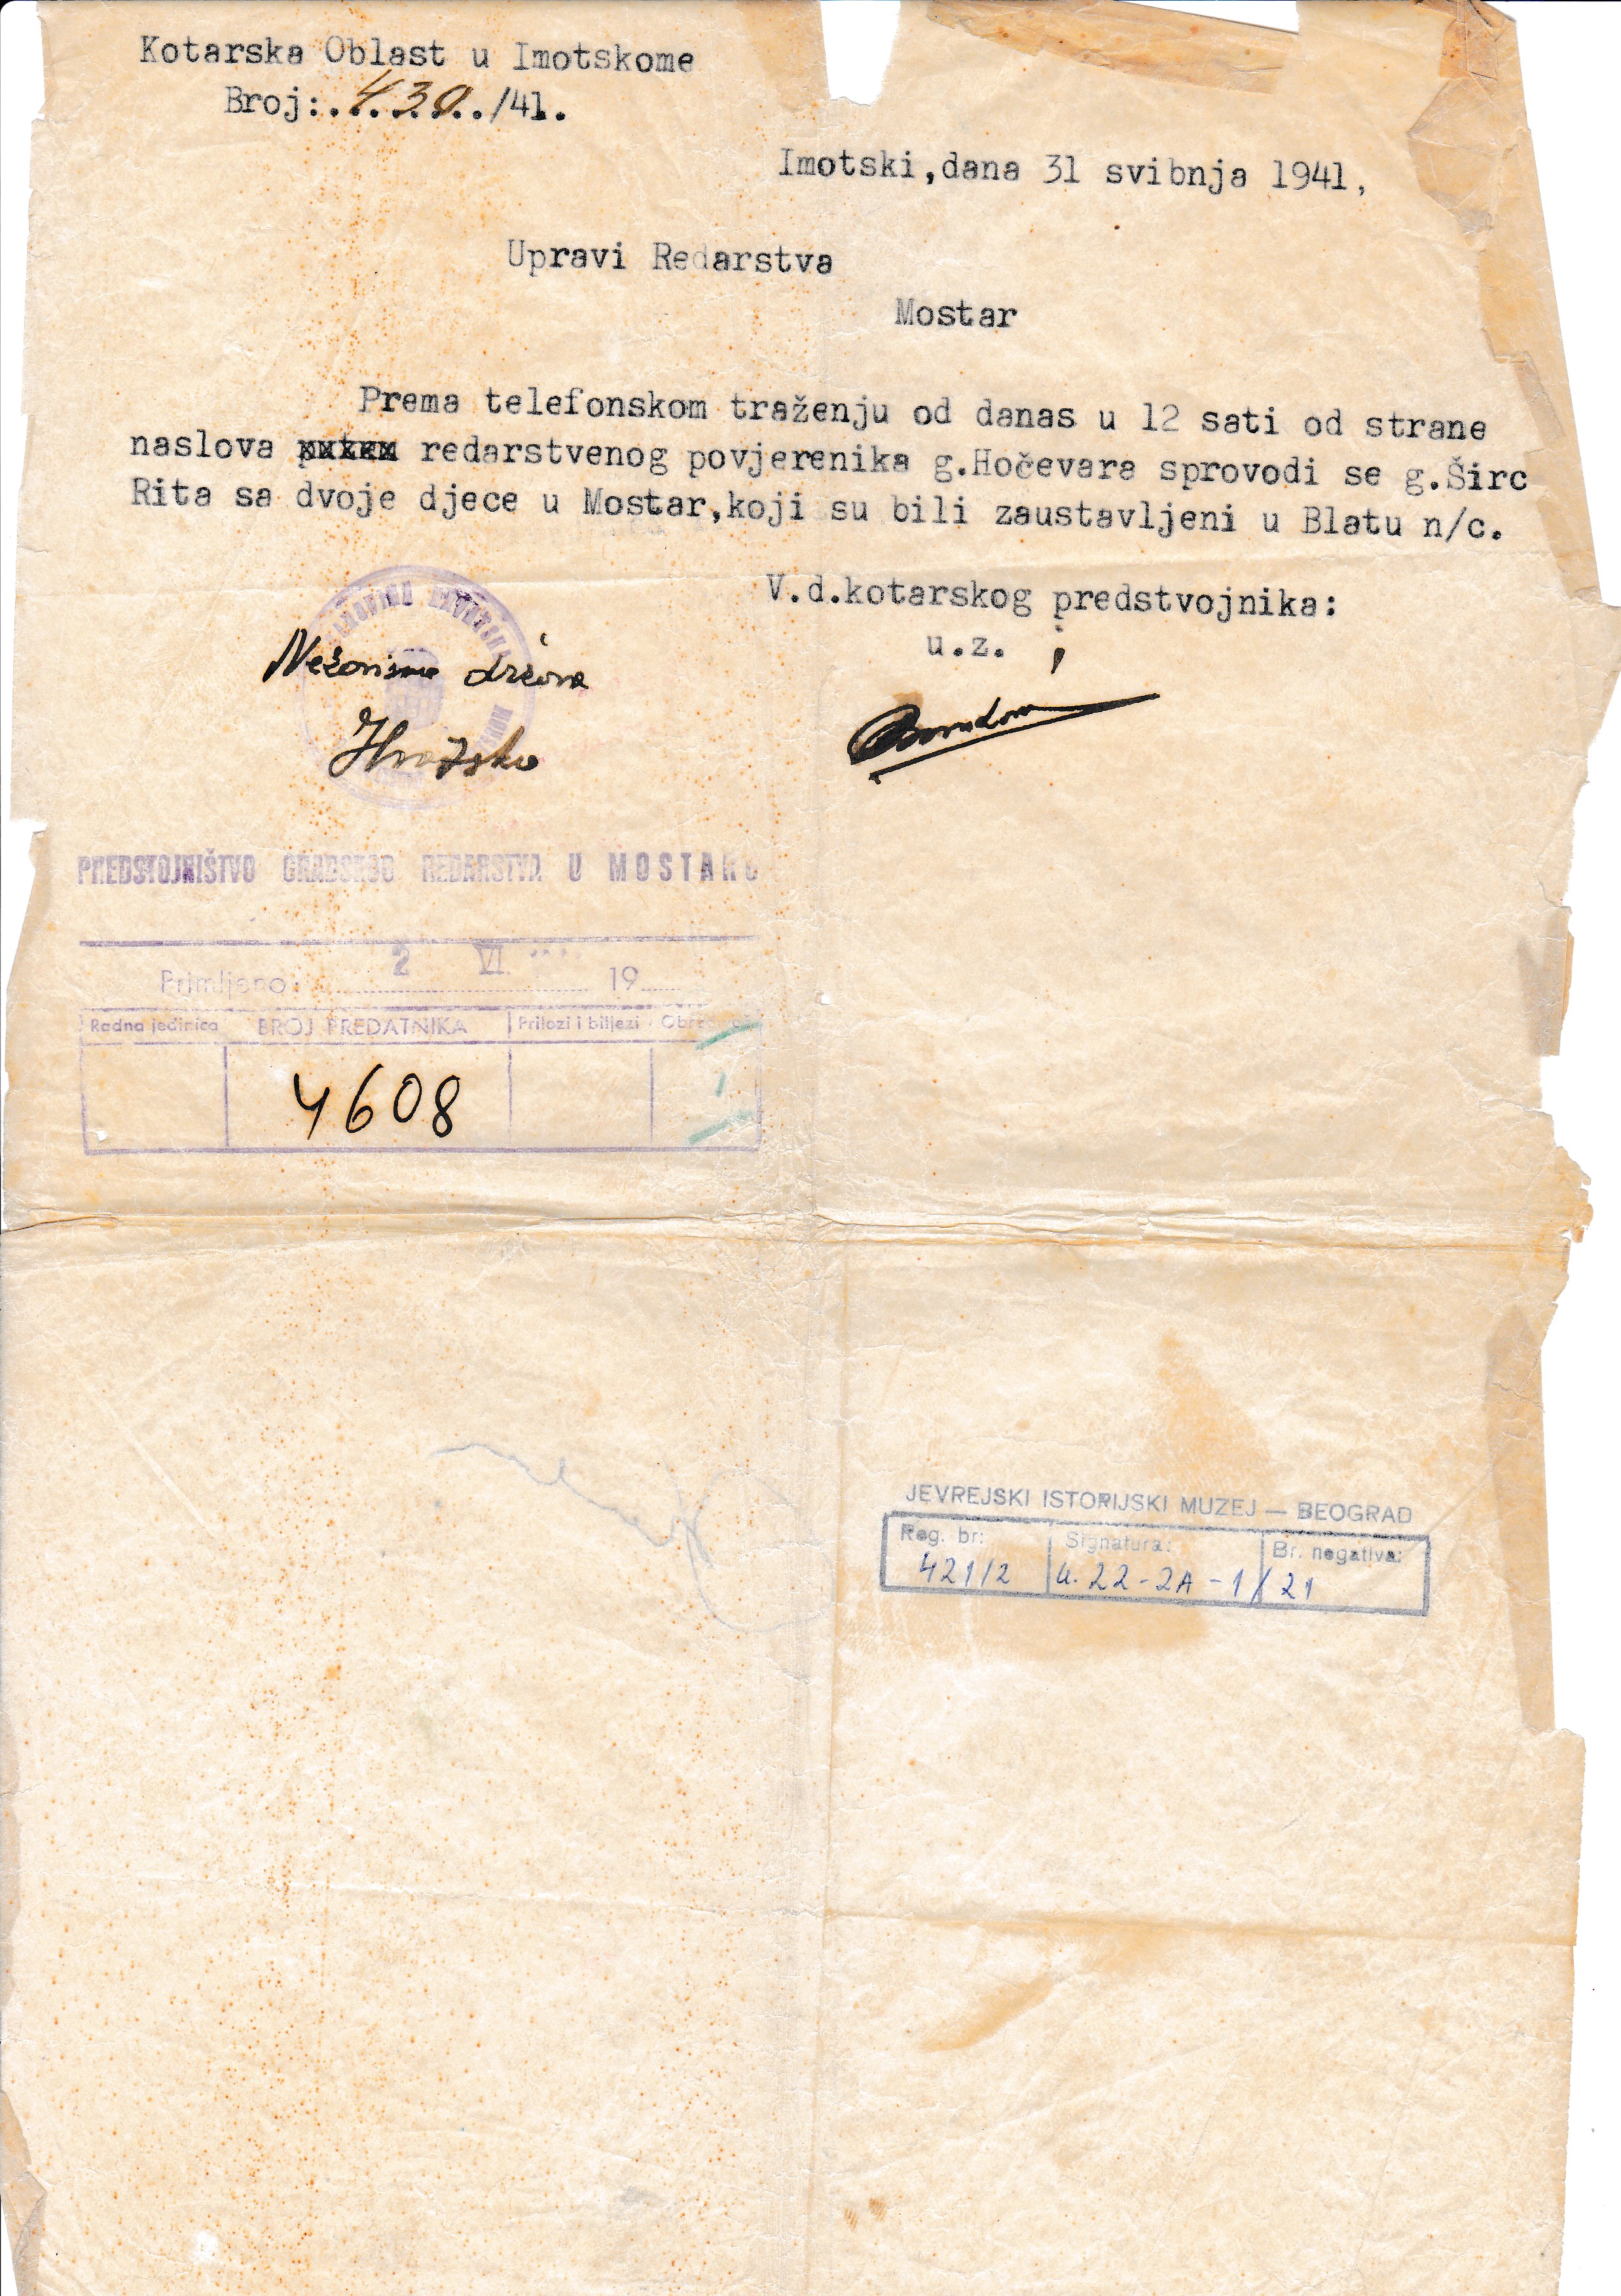 Kotarska Oblast u Imotskome
Broj:.430../41.
Imotski,dana 31 svibnja 1941,
Upravi Redarstva
Mostar
Prema telefonskom traženju od danas u 12 sati od strane
naslova redarstvenog povjerenika g.Hočevara sprovodi se g.Širc
Rita sa dvoje djece u Mostar,koji su bili zaustavljeni u Blatu n/c.
V.d.kotarskog predstvojnika:
u.z.
Nezavisna država
Hrvatska
PREDSTOJNIŠTVO GRADSKOG REDARSTVA U MOSTARU
Primljeno 2 VI 19
Radna jedinica BROJ PREDATNIKA Prilozi i biljezi
4608
JEVREJSKI ISTORIJSKI MUZEJ — BEOGRAD
Reg. br: Signatura: Br. negativa:
421/2 k. 22-2A-1/21